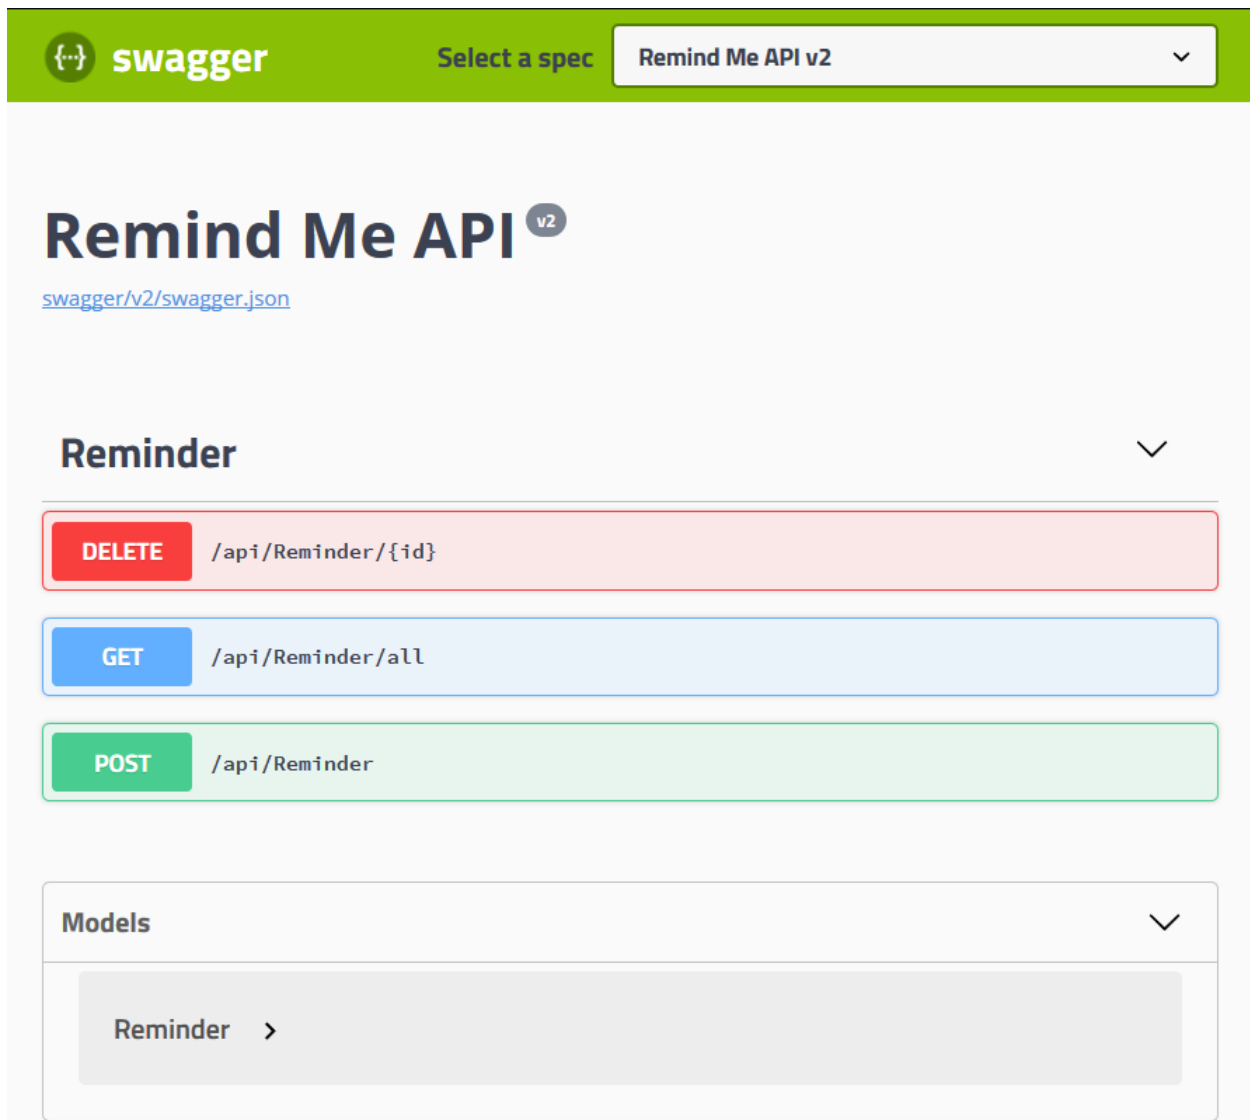 {...} swagger Select a spec Remind Me API v2
Remind Me API v2
swagger/v2/swagger.json
Reminder
DELETE /api/Reminder/{id}
GET /api/Reminder/all
POST /api/Reminder
Models
Reminder